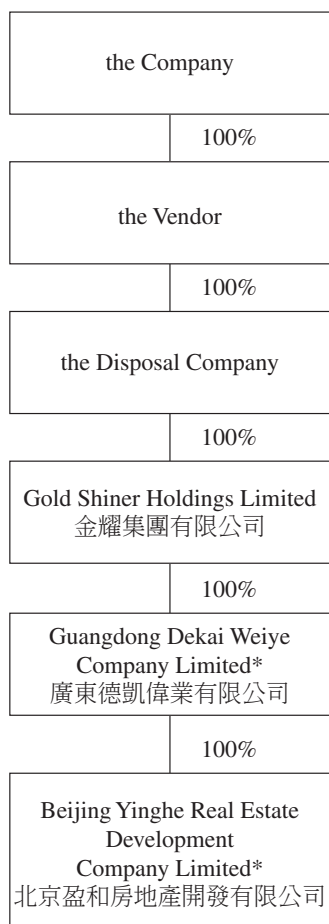 the Company
100%
the Vendor
100%
the Disposal Company
100%
Gold Shiner Holdings Limited
金耀集團有限公司
100%
Guangdong Dekai Weiye
Company Limited*
廣東德凱偉業有限公司
100%
Beijing Yinghe Real Estate
Development
Company Limited*
北京盈和房地產開發有限公司